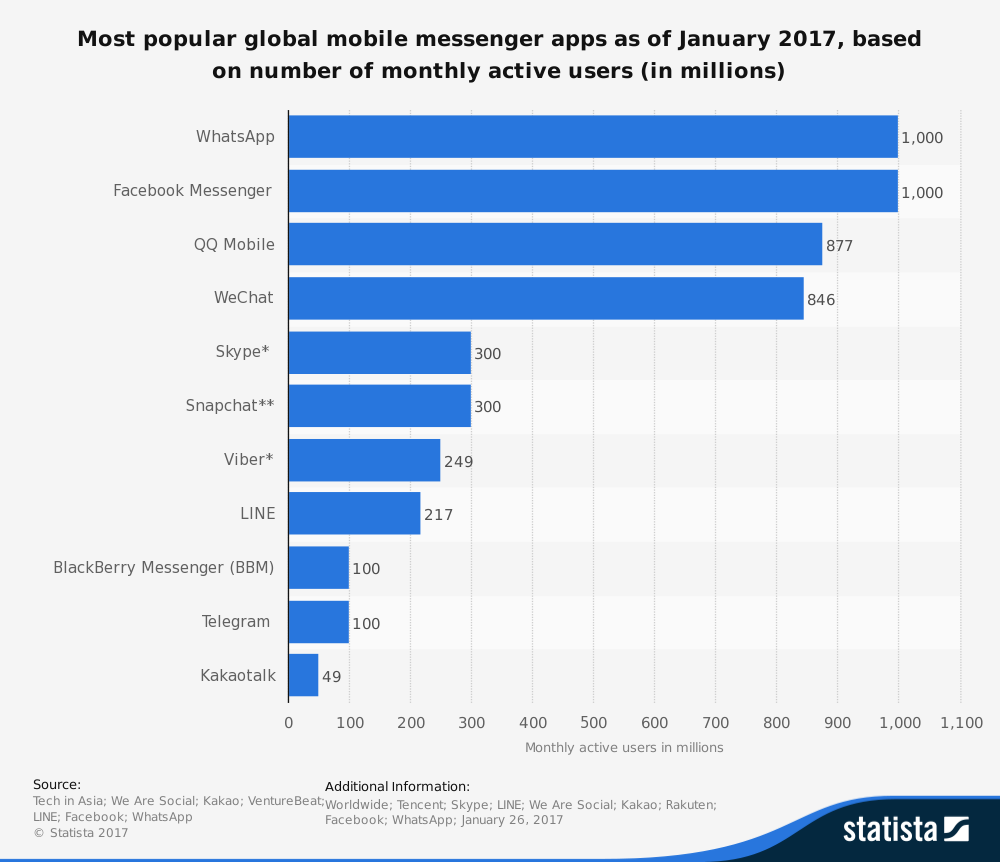 Most popular global mobile messenger apps as of January 2017, based
on number of monthly active users (in millions)
WhatsApp 1,000
Facebook Messenger 1,000
QQ Mobile 877
WeChat 846
Skype* 300
Snapchat** 300
Viber* 249
LINE 217
BlackBerry Messenger (BBM) 100
Telegram 100
Kakaotalk 49
0 100 200 300 400 500 600 700 800 900 1,000 1,100
Monthly active users in millions
Source:
Tech in Asia; We Are Social; Kakao; VentureBeat;
LINE; Facebook; WhatsApp
© Statista 2017
Additional Information:
Worldwide; Tencent; Skype; LINE; We Are Social; Kakao; Rakuten;
Facebook; WhatsApp; January 26, 2017
statista